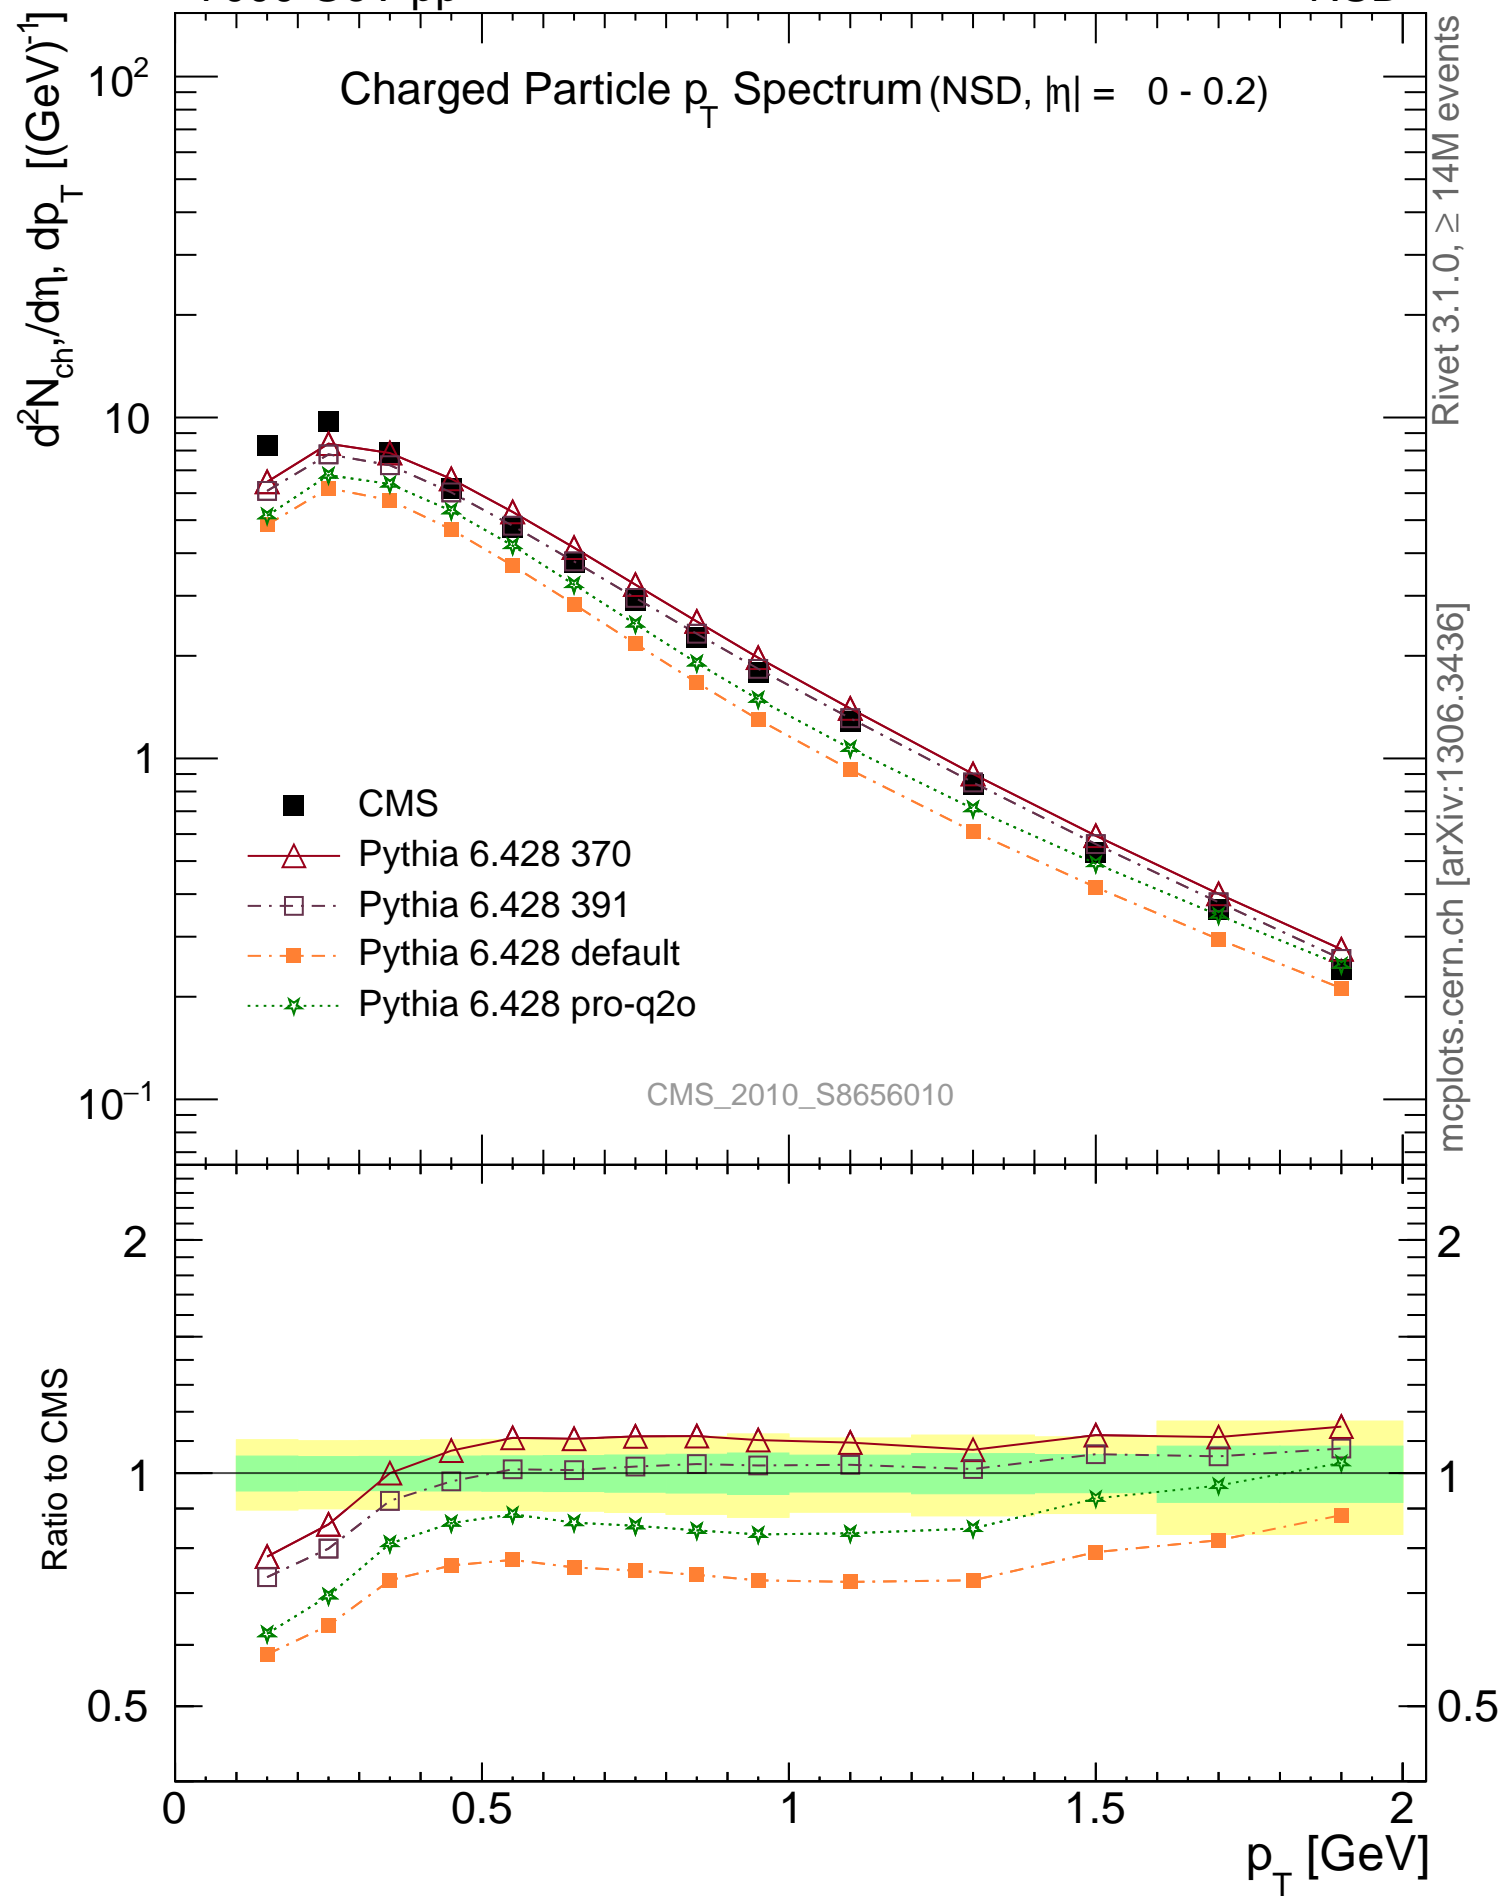 Charged Particle p_T Spectrum (NSD, |η| = 0 - 0.2)
d²N_ch,/dη, dp_T [(GeV)⁻¹]
10²
10
1
10⁻¹
CMS
Pythia 6.428 370
Pythia 6.428 391
Pythia 6.428 default
Pythia 6.428 pro-q2o
CMS_2010_S8656010
Rivet 3.1.0, ≥ 14M events
mcplots.cern.ch [arXiv:1306.3436]
Ratio to CMS
2
1
0.5
2
1
0.5
0
0.5
1
1.5
2
p_T [GeV]